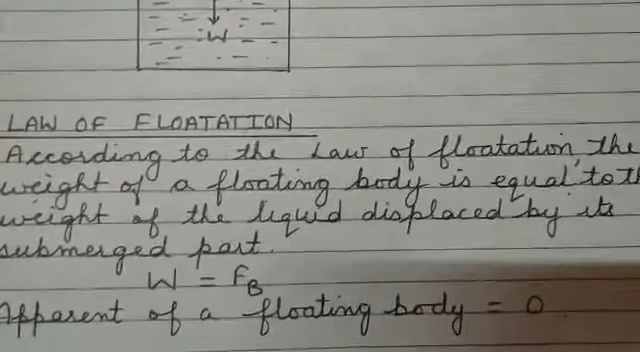 W
LAW OF FLOATATION
According to the Law of floatation, the
weight of a floating body is equal to th
weight of the liquid displaced by its
submerged part.
W = FB
Apparent of a floating body = 0